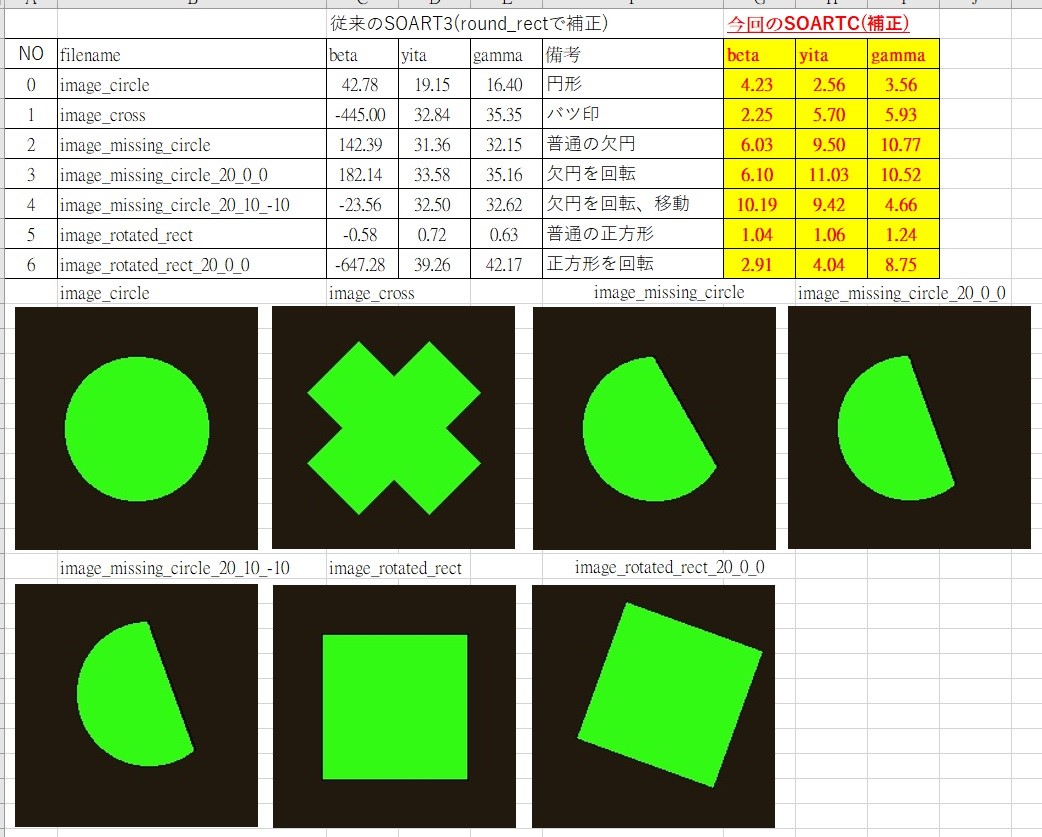 従来のSOART3(round_rectで補正) 今回のSOARTC(補正)
NO filename beta yita gamma 備考 beta yita gamma
0 image_circle 42.78 19.15 16.40 円形 4.23 2.56 3.56
1 image_cross -445.00 32.84 35.35 バツ印 2.25 5.70 5.93
2 image_missing_circle 142.39 31.36 32.15 普通の欠円 6.03 9.50 10.77
3 image_missing_circle_20_0_0 182.14 33.58 35.16 欠円を回転 6.10 11.03 10.52
4 image_missing_circle_20_10_-10 -23.56 32.50 32.62 欠円を回転、移動 10.19 9.42 4.66
5 image_rotated_rect -0.58 0.72 0.63 普通の正方形 1.04 1.06 1.24
6 image_rotated_rect_20_0_0 -647.28 39.26 42.17 正方形を回転 2.91 4.04 8.75
image_circle image_cross image_missing_circle image_missing_circle_20_0_0
image_missing_circle_20_10_-10 image_rotated_rect image_rotated_rect_20_0_0